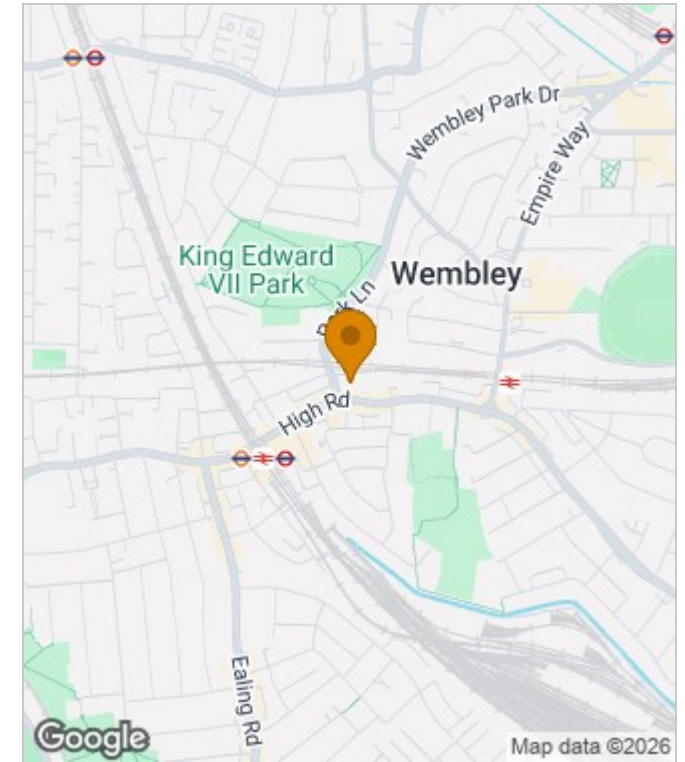 Wembley Park Dr
Empire Way
King Edward
VII Park
Wembley
Park Ln
High Rd
Ealing Rd
Google
Map data ©2026